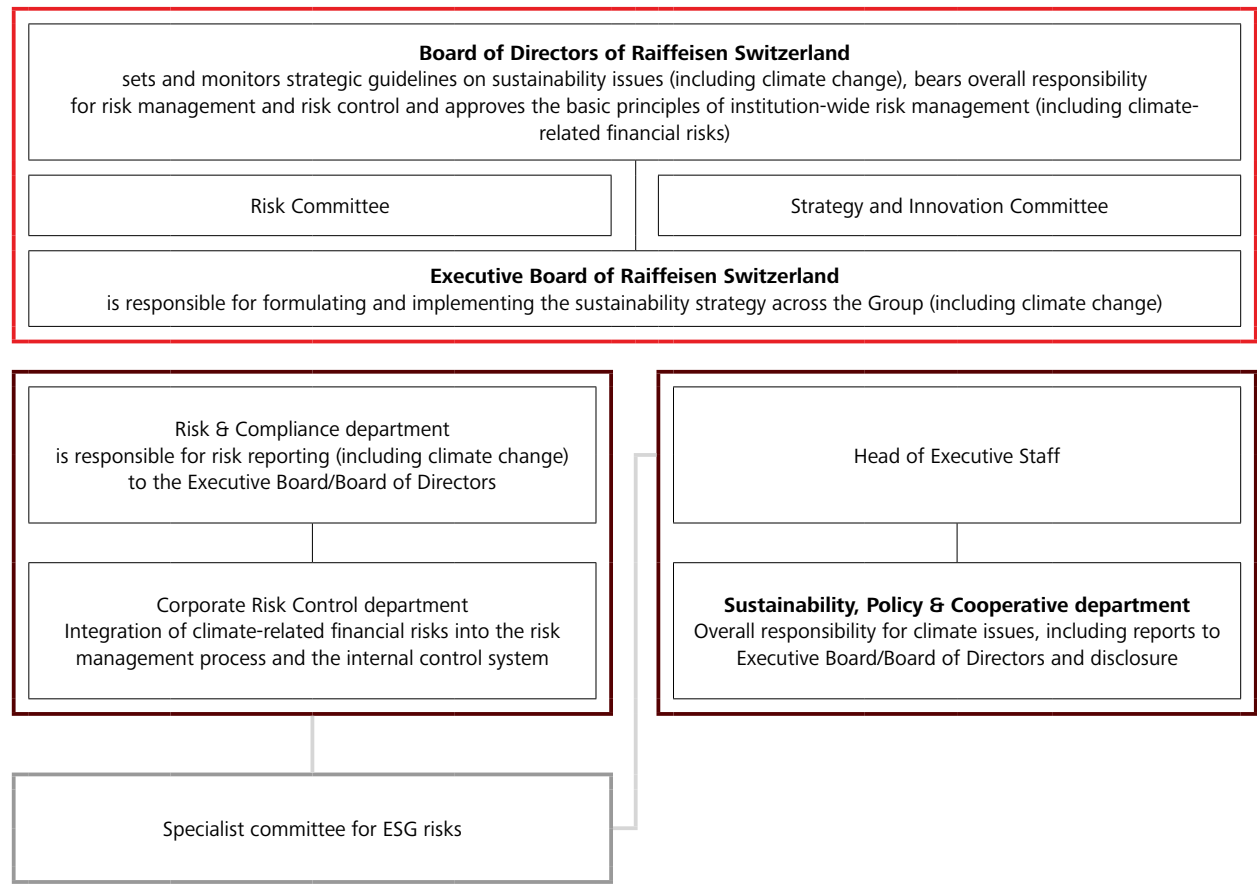 Board of Directors of Raiffeisen Switzerland
sets and monitors strategic guidelines on sustainability issues (including climate change), bears overall responsibility
for risk management and risk control and approves the basic principles of institution-wide risk management (including climate-
related financial risks)
Risk Committee
Strategy and Innovation Committee
Executive Board of Raiffeisen Switzerland
is responsible for formulating and implementing the sustainability strategy across the Group (including climate change)
Risk & Compliance department
is responsible for risk reporting (including climate change)
to the Executive Board/Board of Directors
Head of Executive Staff
Corporate Risk Control department
Integration of climate-related financial risks into the risk
management process and the internal control system
Sustainability, Policy & Cooperative department
Overall responsibility for climate issues, including reports to
Executive Board/Board of Directors and disclosure
Specialist committee for ESG risks